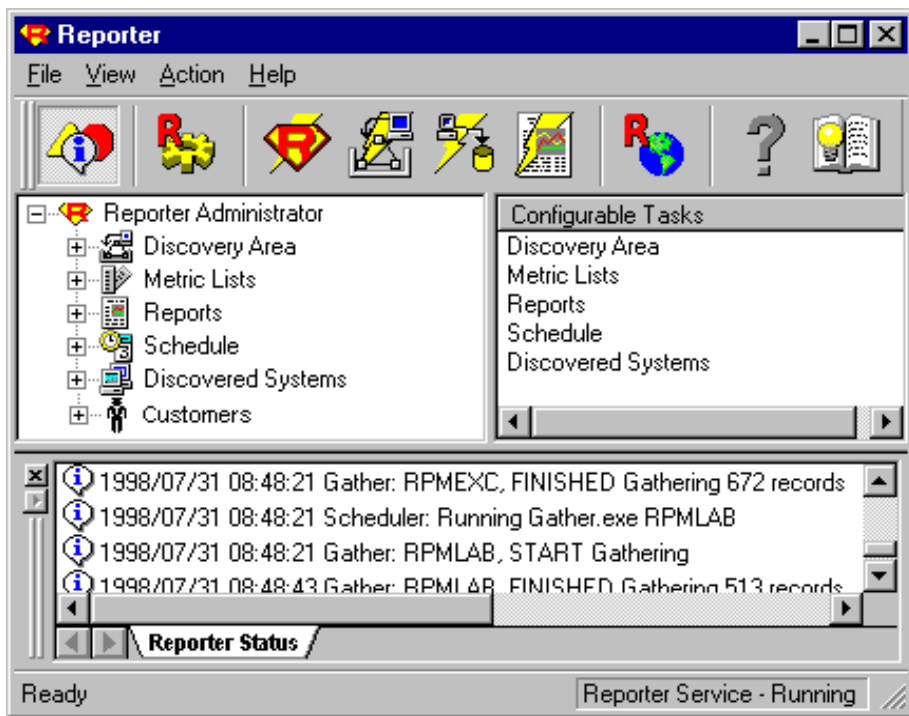 Reporter
File View Action Help
Reporter Administrator
Discovery Area
Metric Lists
Reports
Schedule
Discovered Systems
Customers
Configurable Tasks
Discovery Area
Metric Lists
Reports
Schedule
Discovered Systems
1998/07/31 08:48:21 Gather: RPMEXC, FINISHED Gathering 672 records
1998/07/31 08:48:21 Scheduler: Running Gather.exe RPMLAB
1998/07/31 08:48:21 Gather: RPMLAB, START Gathering
1998/07/31 08:48:43 Gather: RPMLAB, FINISHED Gathering 513 records
Reporter Status
Ready
Reporter Service - Running